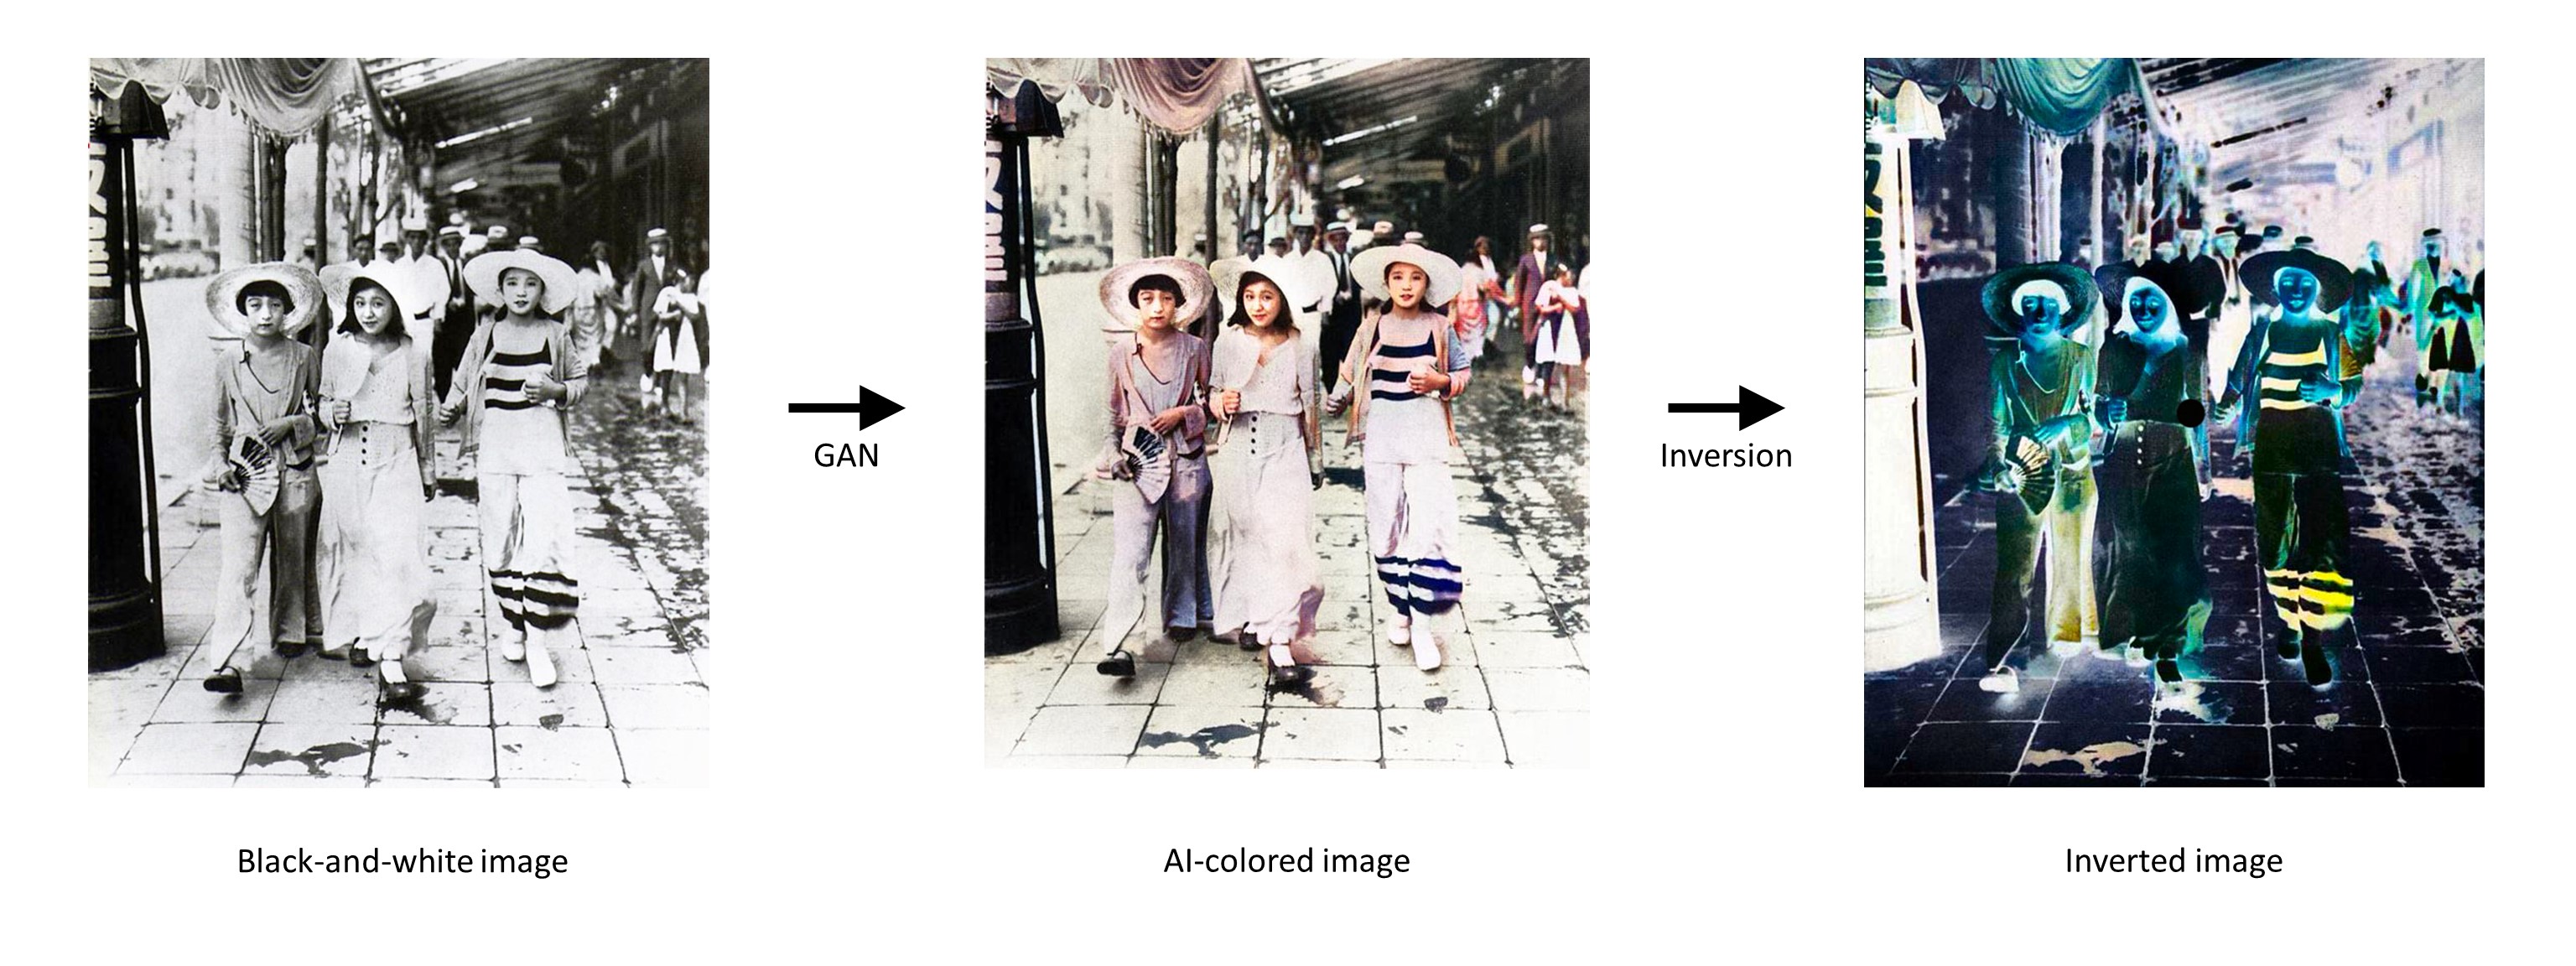 GAN
Inversion
Black-and-white image
AI-colored image
Inverted image